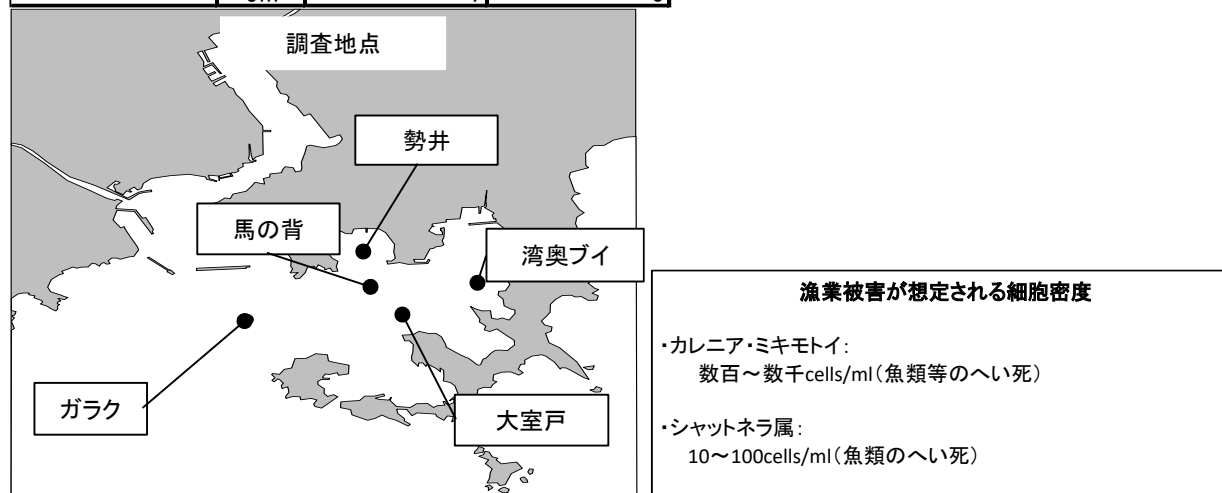 調査地点
勢井
馬の背
湾奥ブイ
ガラク
大室戸
漁業被害が想定される細胞密度
・カレニア・ミキモトイ：
数百～数千cells/ml（魚類等のへい死）
・シャットネラ属：
10～100cells/ml（魚類のへい死）